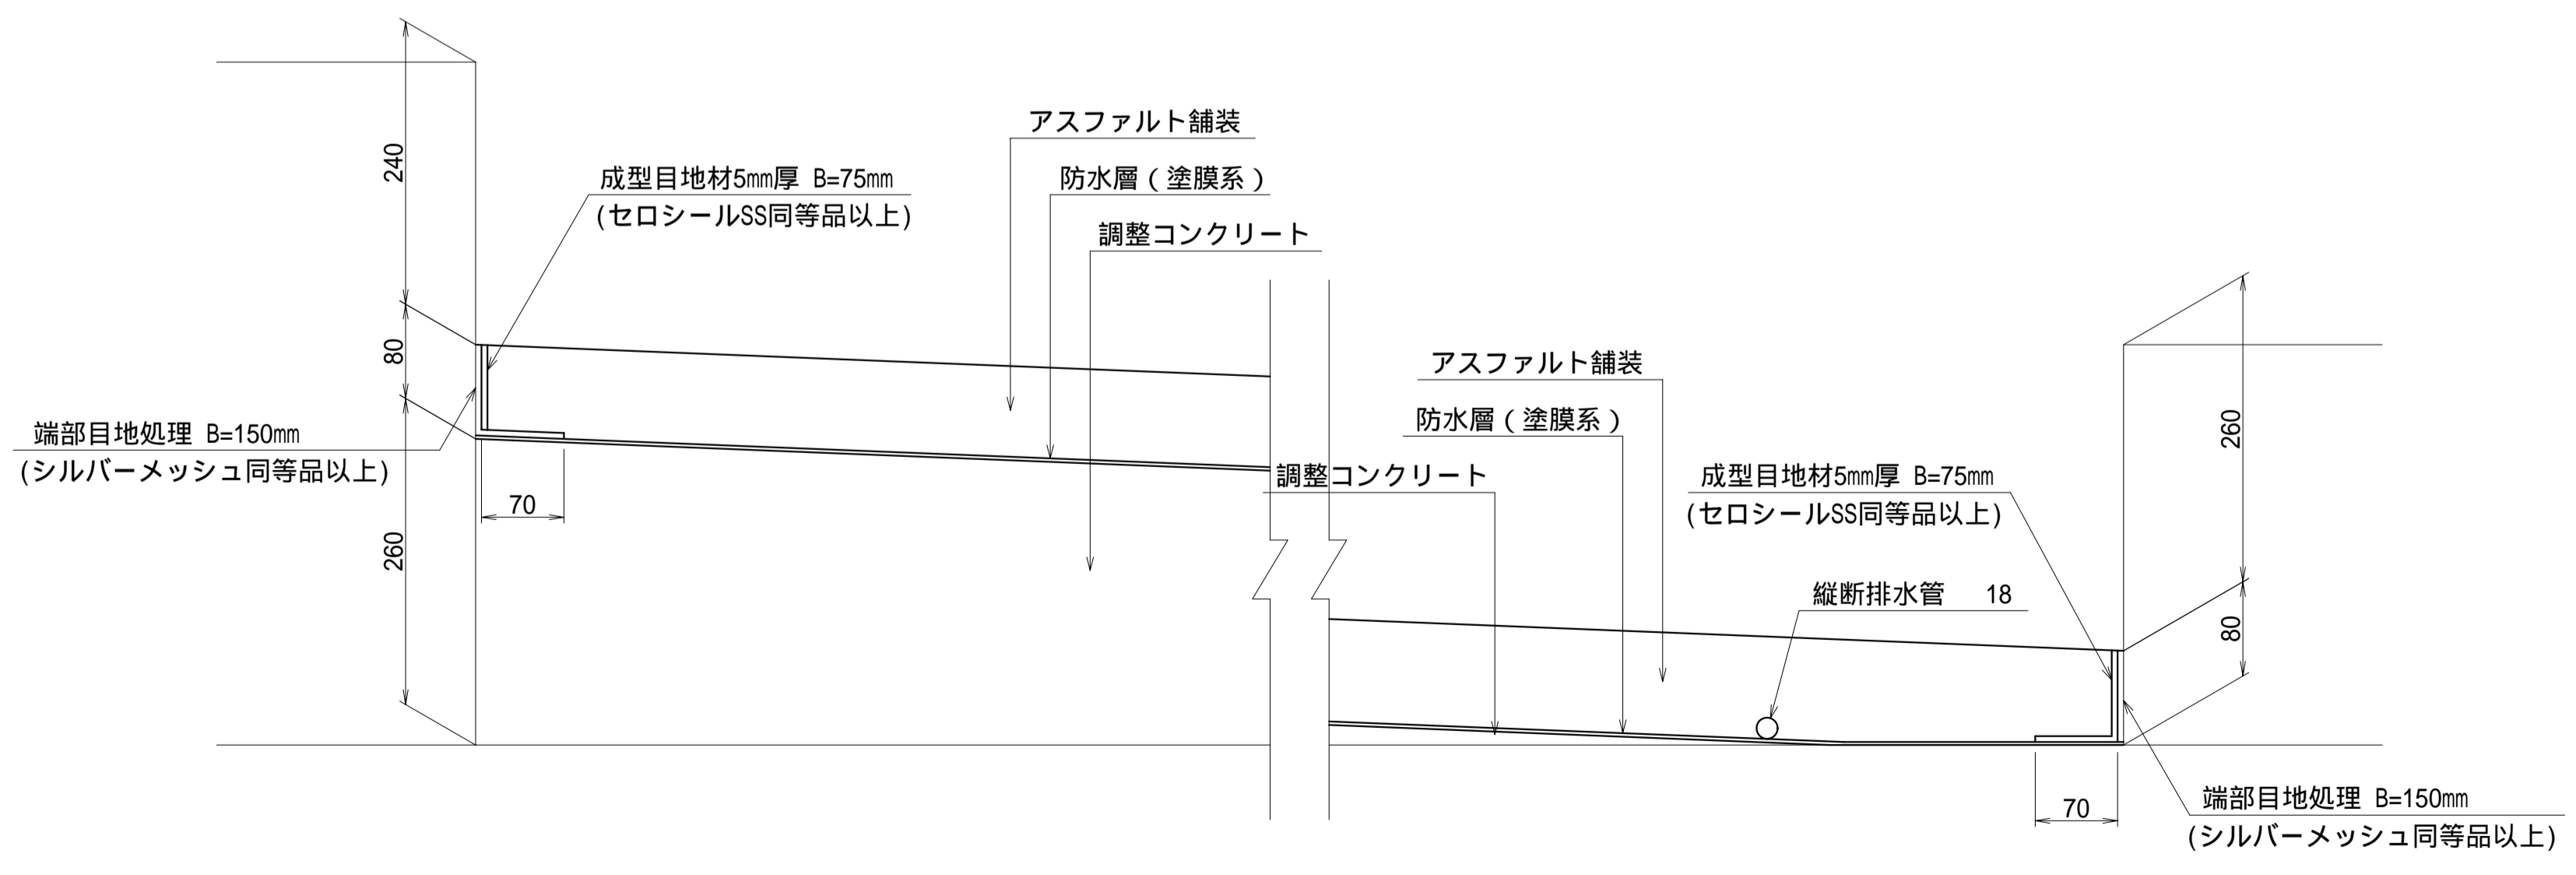 240
80
260
アスファルト舗装
成型目地材5㎜厚 B=75㎜
(セロシールSS同等品以上)
防水層（塗膜系）
調整コンクリート
端部目地処理 B=150㎜
(シルバーメッシュ同等品以上)
70
アスファルト舗装
防水層（塗膜系）
調整コンクリート
成型目地材5㎜厚 B=75㎜
(セロシールSS同等品以上)
縦断排水管 18
260
80
70
端部目地処理 B=150㎜
(シルバーメッシュ同等品以上)